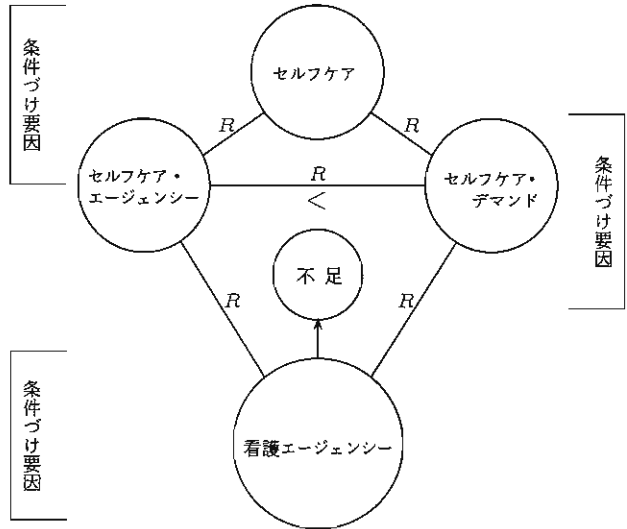 条件づけ要因
セルフケア
R
R
セルフケア・
エージェンシー
R
<
セルフケア・
デマンド
条件づけ要因
不足
R
R
条件づけ要因
看護エージェンシー